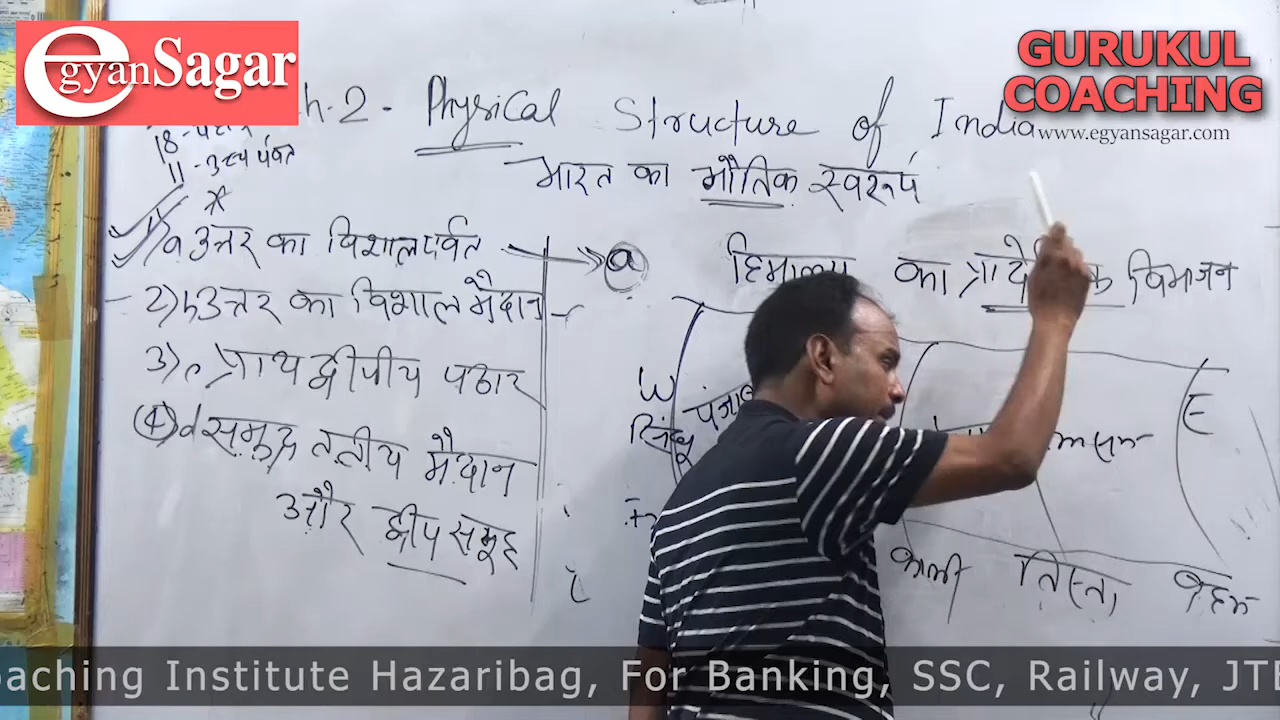 egyanSagar
GURUKUL
COACHING
www.egyansagar.com
h-2 - Physical Structure of India
18 -
11 - उच्च पर्वत
भारत का भौतिक स्वरूप
*
1) a उत्तर का विशाल पर्वत
a
हिमालय का प्रादेशिक विभाजन
2) b उत्तर का विशाल मैदान
3) c प्रायद्वीपीय पठार
W
पंजाब
E
सिंधु
4) d समुद्र तटीय मैदान
और द्वीप समूह
काली
तिस्ता
oaching Institute Hazaribag, For Banking, SSC, Railway, JTE